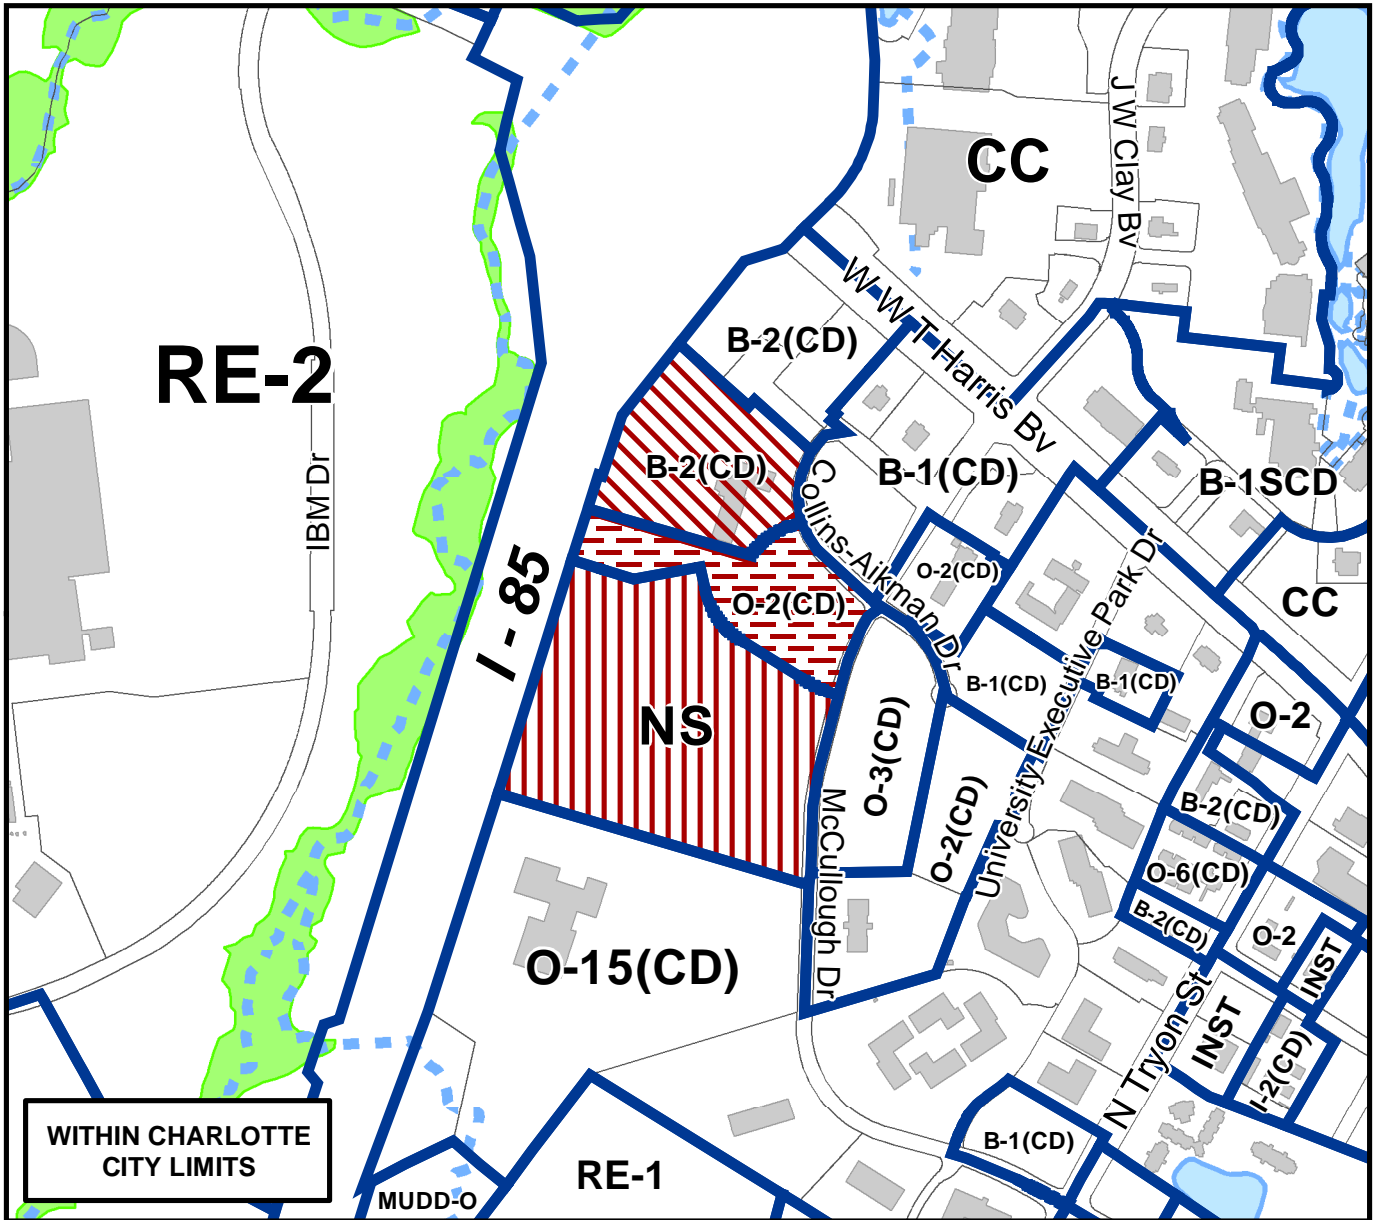 CC
J W Clay Bv
W W T Harris Bv
B-2(CD)
RE-2
IBM Dr
B-2(CD)
Collins-Aikman Dr
B-1(CD)
B-1SCD
I - 85
O-2(CD)
O-2(CD)
University Executive Park Dr
CC
NS
B-1(CD)
B-1(CD)
O-2
O-3(CD)
O-2(CD)
McCullough Dr
B-2(CD)
O-6(CD)
B-2(CD)
O-2
INST
O-15(CD)
N Tryon St
INST
I-2(CD)
WITHIN CHARLOTTE
CITY LIMITS
B-1(CD)
RE-1
MUDD-O